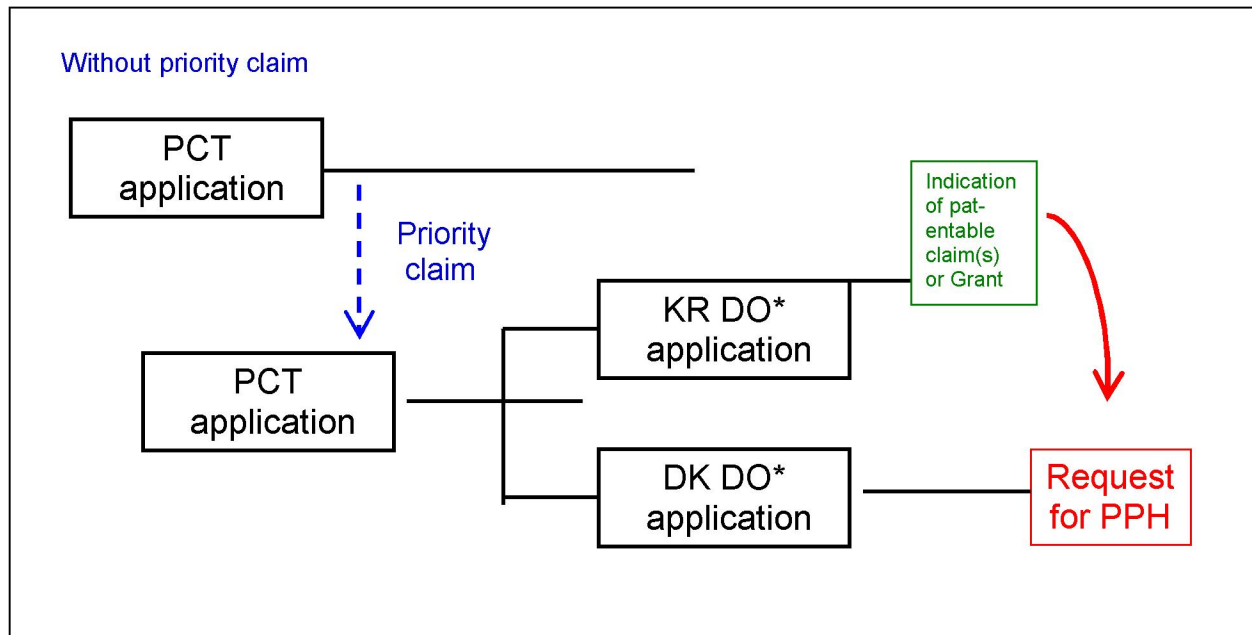 Without priority claim
PCT
application
Priority
claim
Indication
of pat-
entable
claim(s)
or Grant
KR DO*
application
PCT
application
DK DO*
application
Request
for PPH